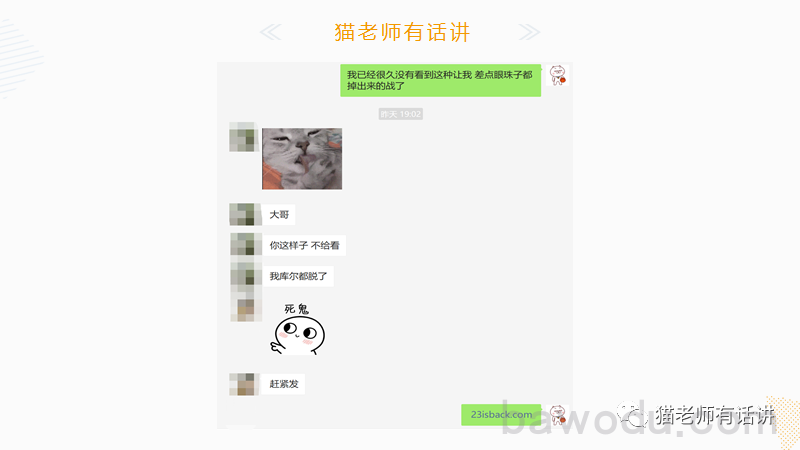 猫老师有话讲
我已经很久没有看到这种让我 差点眼珠子都
掉出来的战了
昨天 19:02
大哥
你这样子 不给看
我库尔都脱了
死鬼
赶紧发
23isback.com
bawodu.com
猫老师有话讲